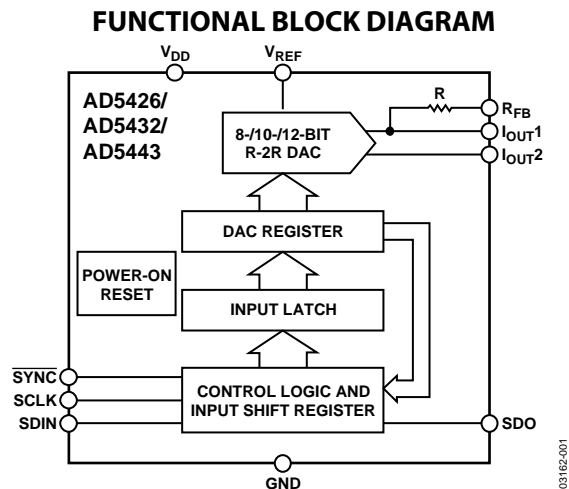 FUNCTIONAL BLOCK DIAGRAM
VDD
VREF
AD5426/
AD5432/
AD5443
R
RFB
8-/10-/12-BIT
R-2R DAC
IOUT1
IOUT2
DAC REGISTER
POWER-ON
RESET
INPUT LATCH
SYNC
SCLK
SDIN
CONTROL LOGIC AND
INPUT SHIFT REGISTER
SDO
GND
03162-001